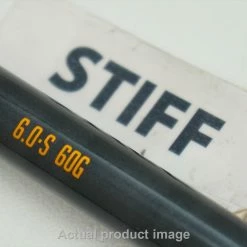 STIFF
6.0·S 60G
Actual product image